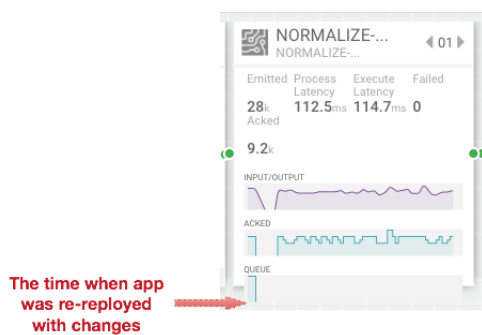 NORMALIZE-...
NORMALIZE-...
01
Emitted Process Latency Execute Latency Failed
28k 112.5ms 114.7ms 0
Acked
9.2k
INPUT/OUTPUT
ACKED
QUEUE
The time when app
was re-reployed
with changes